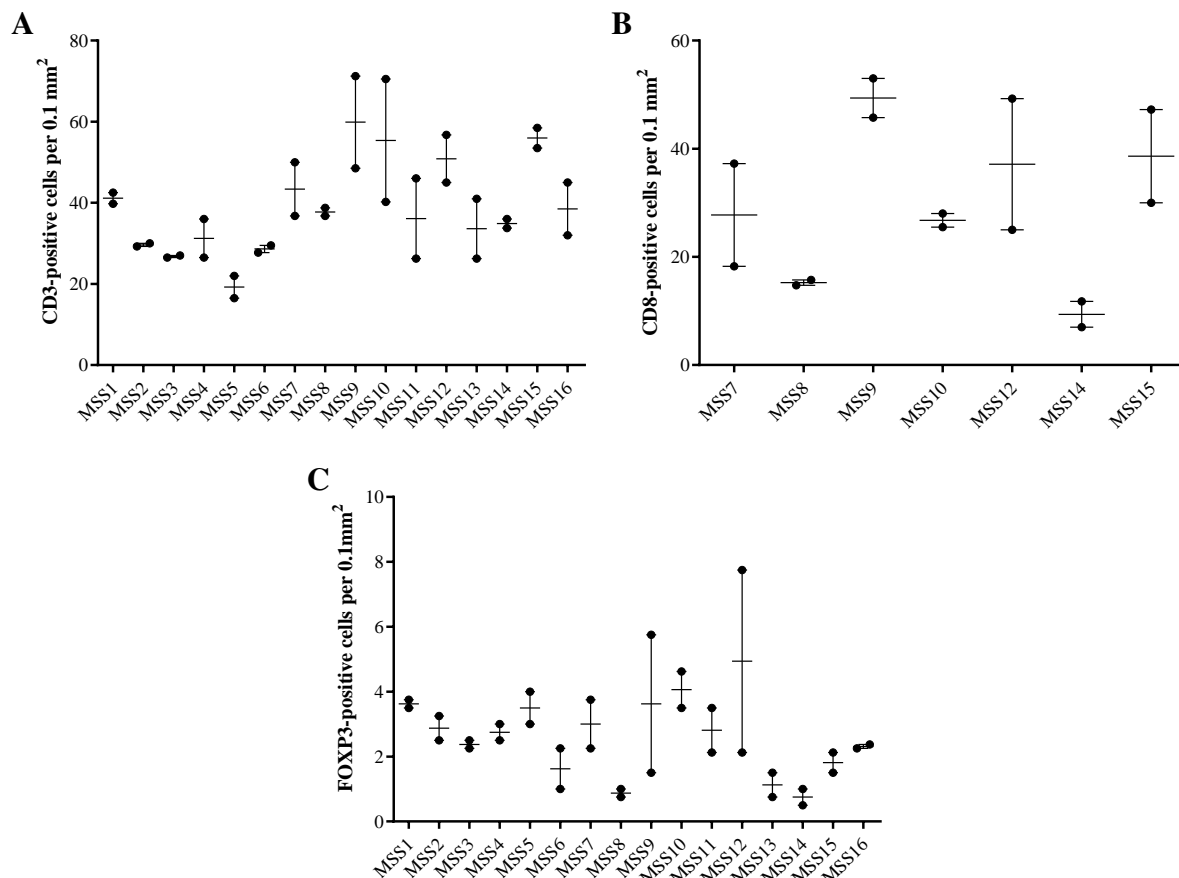 A
CD3-positive cells per 0.1 mm²
80
60
40
20
0
MSS1
MSS2
MSS3
MSS4
MSS5
MSS6
MSS7
MSS8
MSS9
MSS10
MSS11
MSS12
MSS13
MSS14
MSS15
MSS16
B
CD8-positive cells per 0.1 mm²
60
40
20
0
MSS7
MSS8
MSS9
MSS10
MSS12
MSS14
MSS15
C
FOXP3-positive cells per 0.1mm²
10
8
6
4
2
0
MSS1
MSS2
MSS3
MSS4
MSS5
MSS6
MSS7
MSS8
MSS9
MSS10
MSS11
MSS12
MSS13
MSS14
MSS15
MSS16